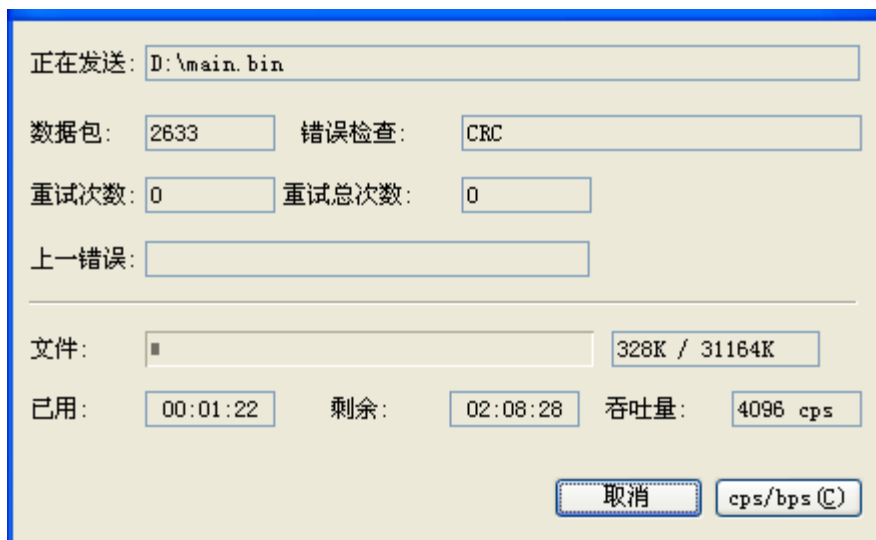 正在发送: D:\main.bin
数据包: 2633 错误检查: CRC
重试次数: 0 重试总次数: 0
上一错误:
文件: 328K / 31164K
已用: 00:01:22 剩余: 02:08:28 吞吐量: 4096 cps
取消 cps/bps(C)